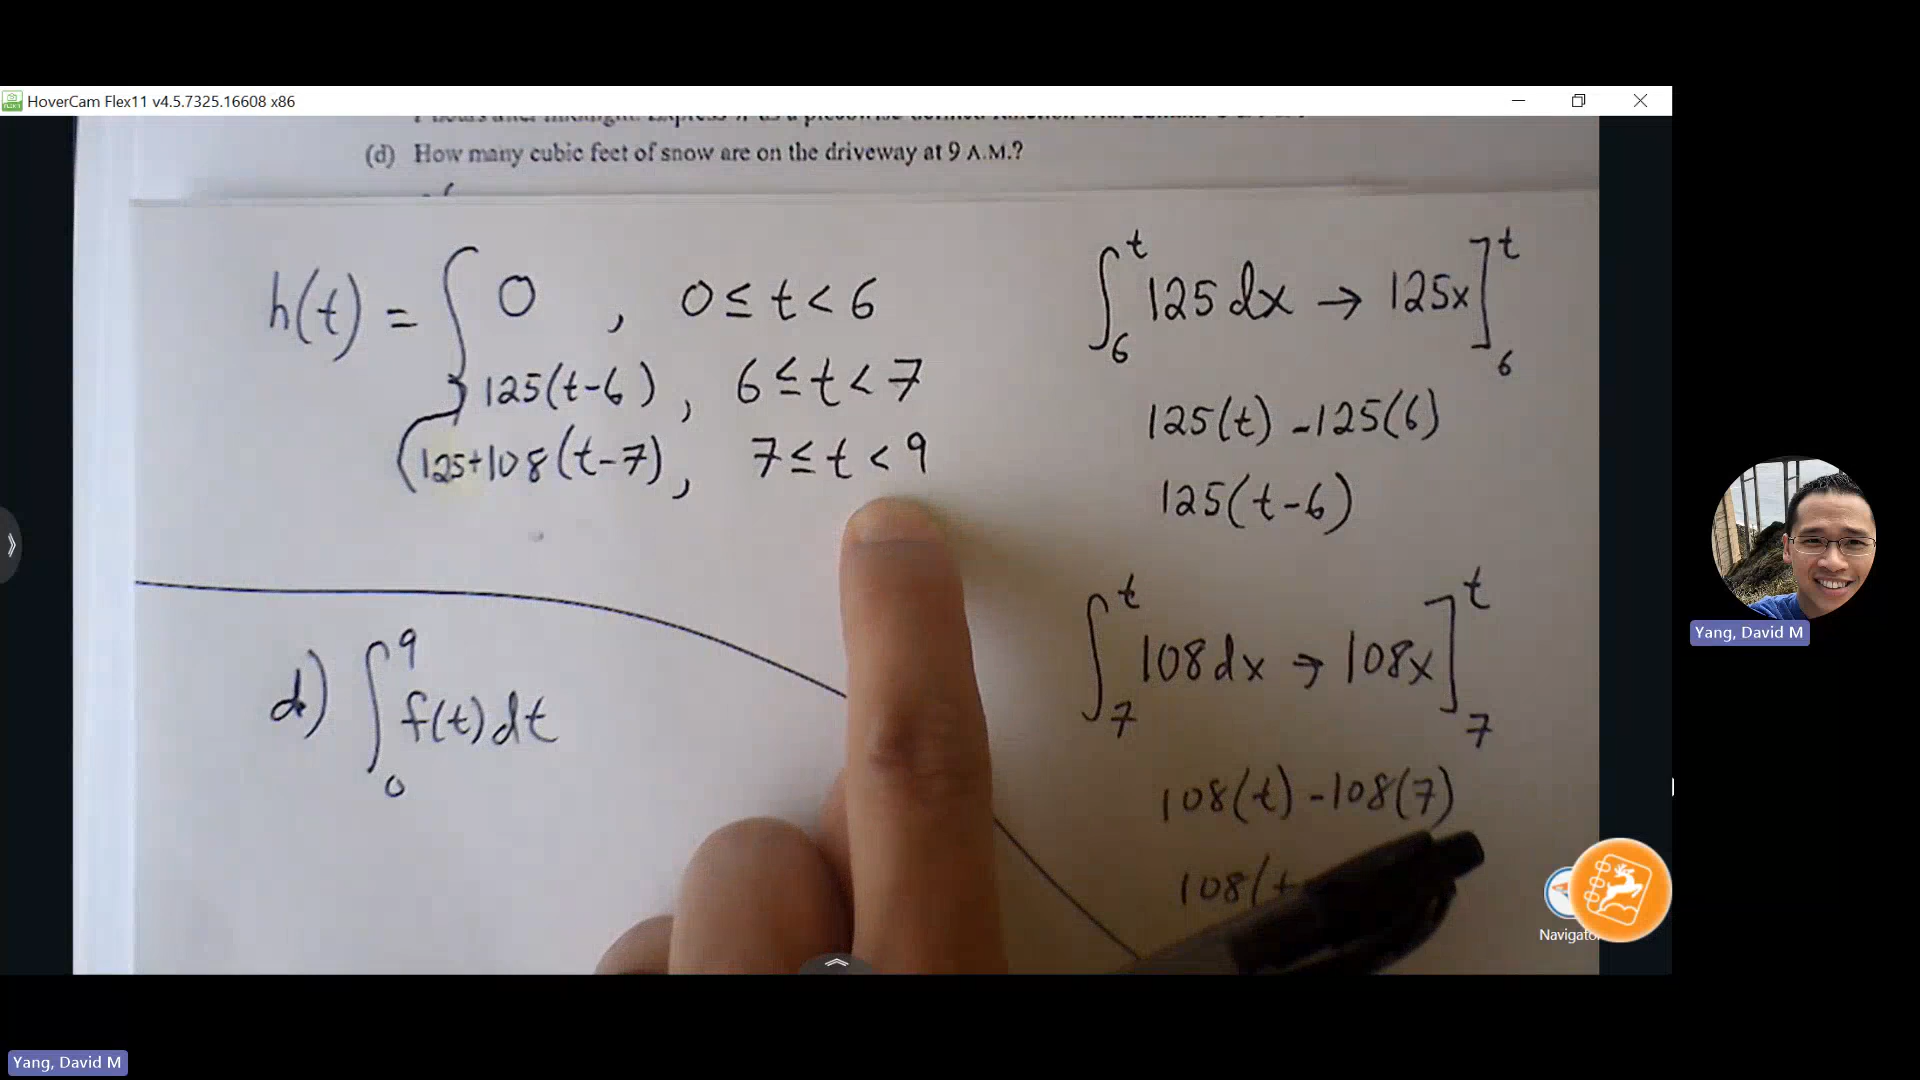 HoverCam Flex11 v4.5.7325.16608 x86
(d) How many cubic feet of snow are on the driveway at 9 A.M.?
h(t) = { 0 , 0 ≤ t < 6
125(t-6) , 6 ≤ t < 7
125+108(t-7) , 7 ≤ t < 9
∫₆ᵗ 125 dx → 125x]₆ᵗ
125(t) - 125(6)
125(t-6)
d) ∫₀⁹ f(t) dt
∫₇ᵗ 108 dx → 108x]₇ᵗ
108(t) - 108(7)
108(t
Navigato
Yang, David M
Yang, David M